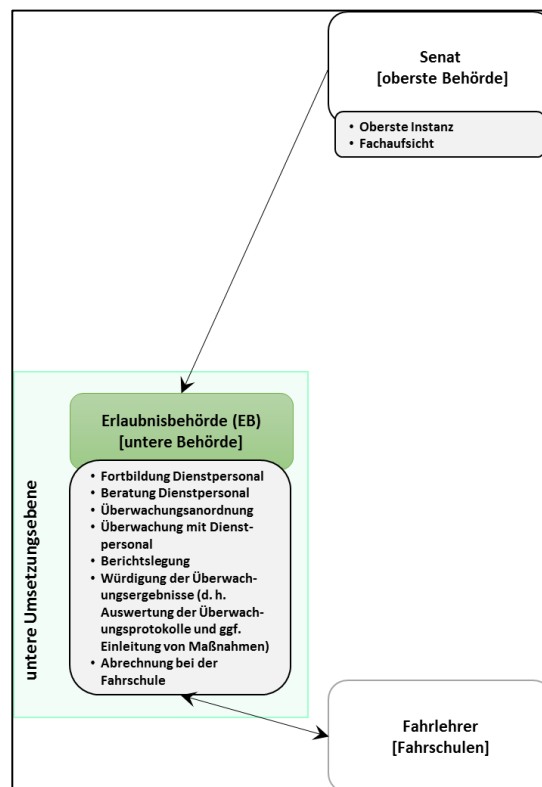 Senat
[oberste Behörde]
• Oberste Instanz
• Fachaufsicht
untere Umsetzungsebene
Erlaubnisbehörde (EB)
[untere Behörde]
• Fortbildung Dienstpersonal
• Beratung Dienstpersonal
• Überwachungsanordnung
• Überwachung mit Dienst-
personal
• Berichtslegung
• Würdigung der Überwach-
ungsergebnisse (d. h.
Auswertung der Überwach-
ungsprotokolle und ggf.
Einleitung von Maßnahmen)
• Abrechnung bei der
Fahrschule
Fahrlehrer
[Fahrschulen]